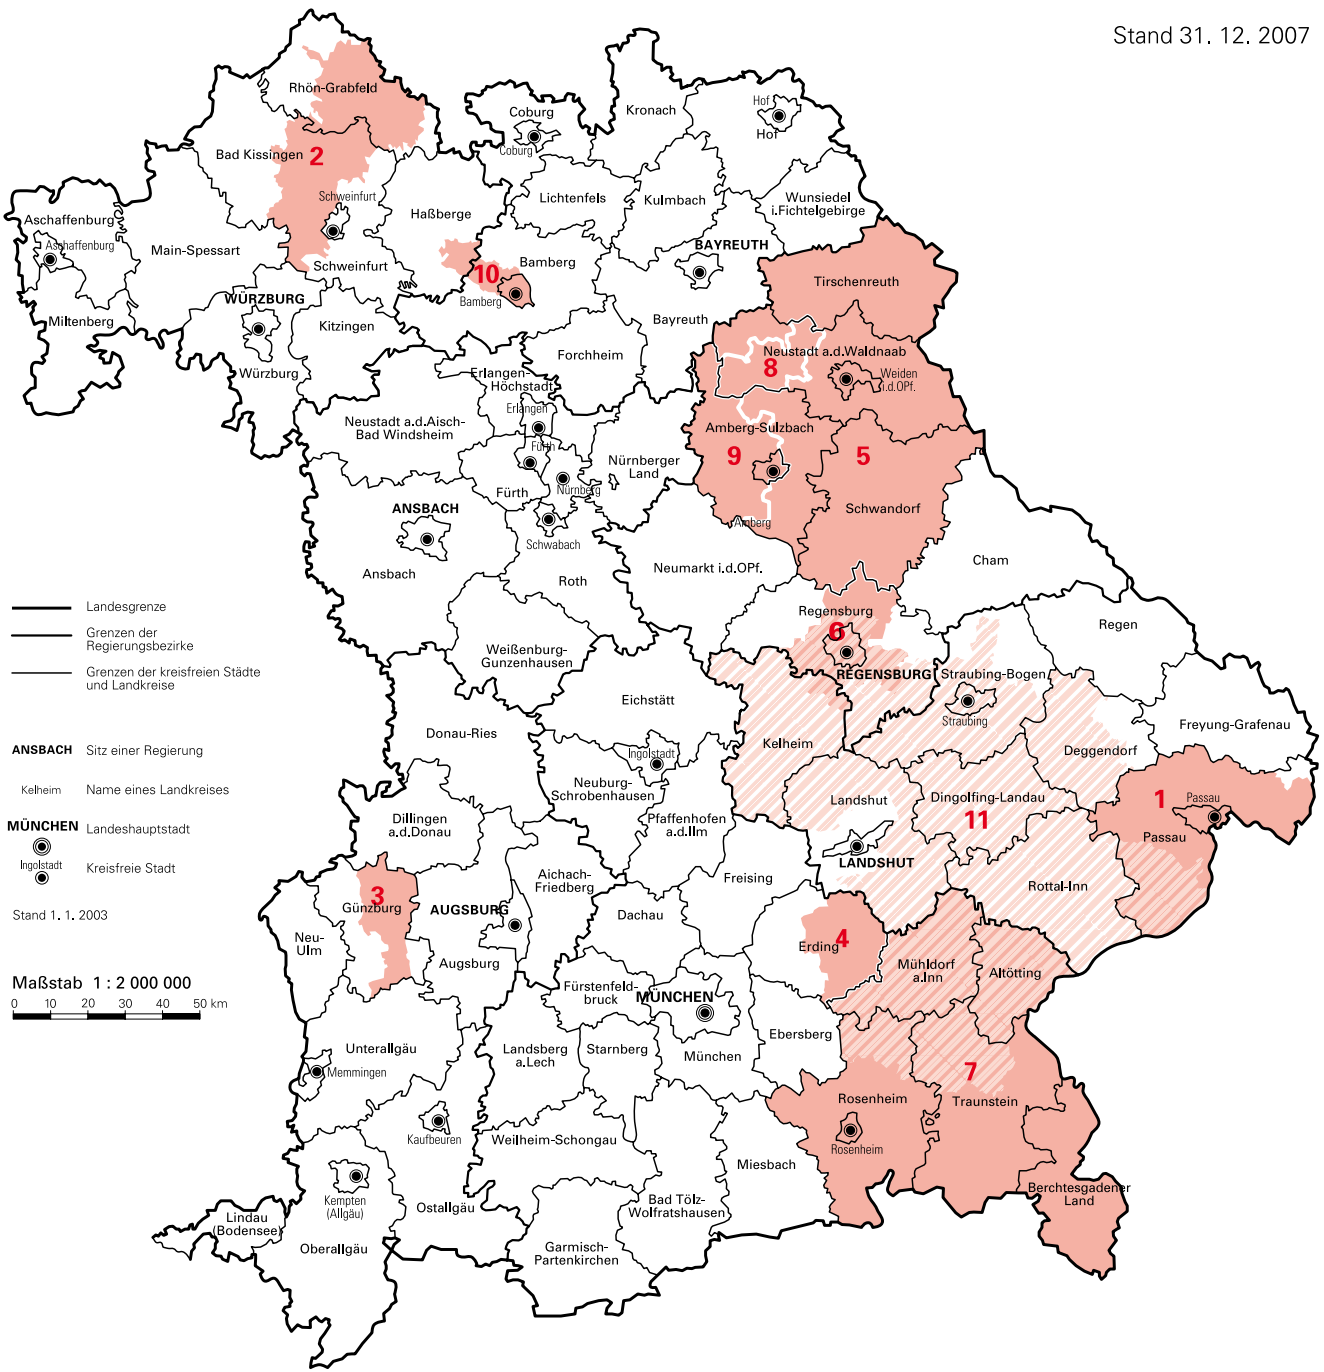 Stand 31. 12. 2007
Rhön-Grabfeld
Bad Kissingen
2
Coburg
Coburg
Kronach
Hof
Hof
Schweinfurt
Schweinfurt
Haßberge
Lichtenfels
Kulmbach
Wunsiedel
i.Fichtelgebirge
Aschaffenburg
Aschaffenburg
Main-Spessart
Miltenberg
WÜRZBURG
Würzburg
Kitzingen
10
Bamberg
Bamberg
BAYREUTH
Bayreuth
Tirschenreuth
Forchheim
Erlangen-
Höchstadt
Erlangen
Neustadt a.d.Aisch-
Bad Windsheim
Fürth
Fürth
Nürnberg
Nürnberger
Land
Neustadt a.d.Waldnaab
8
Weiden
i.d.OPf.
Amberg-Sulzbach
9
5
Amberg
Schwandorf
ANSBACH
Ansbach
Schwabach
Roth
Neumarkt i.d.OPf.
Cham
Weißenburg-
Gunzenhausen
Regensburg
6
REGENSBURG
Straubing-Bogen
Straubing
Regen
Freyung-Grafenau
Deggendorf
Eichstätt
Donau-Ries
Ingolstadt
Neuburg-
Schrobenhausen
Kelheim
Landshut
LANDSHUT
Dingolfing-Landau
11
1
Passau
Passau
Rottal-Inn
Dillingen
a.d.Donau
Pfaffenhofen
a.d.Ilm
3
Günzburg
Neu-
Ulm
AUGSBURG
Augsburg
Aichach-
Friedberg
Freising
Dachau
Erding
4
Mühldorf
a.Inn
Altötting
Fürstenfeld-
bruck
MÜNCHEN
München
Ebersberg
Unterallgäu
Memmingen
Landsberg
a.Lech
Starnberg
7
Rosenheim
Rosenheim
Traunstein
Berchtesgadener
Land
Kaufbeuren
Weilheim-Schongau
Miesbach
Bad Tölz-
Wolfratshausen
Kempten
(Allgäu)
Ostallgäu
Lindau
(Bodensee)
Oberallgäu
Garmisch-
Partenkirchen
Landesgrenze
Grenzen der
Regierungsbezirke
Grenzen der kreisfreien Städte
und Landkreise
ANSBACH Sitz einer Regierung
Kelheim Name eines Landkreises
MÜNCHEN Landeshauptstadt
Ingolstadt Kreisfreie Stadt
Stand 1. 1. 2003
Maßstab 1 : 2 000 000
0 10 20 30 40 50 km